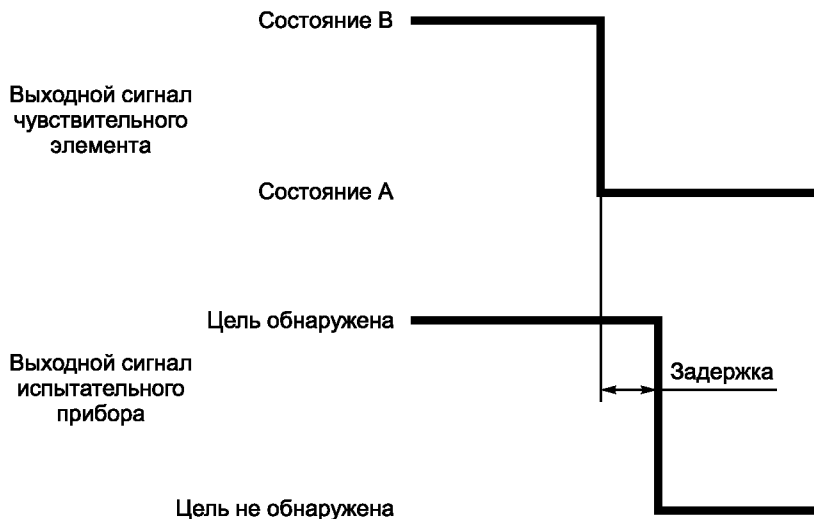 Состояние В
Выходной сигнал
чувствительного
элемента
Состояние А
Цель обнаружена
Выходной сигнал
испытательного
прибора
Задержка
Цель не обнаружена